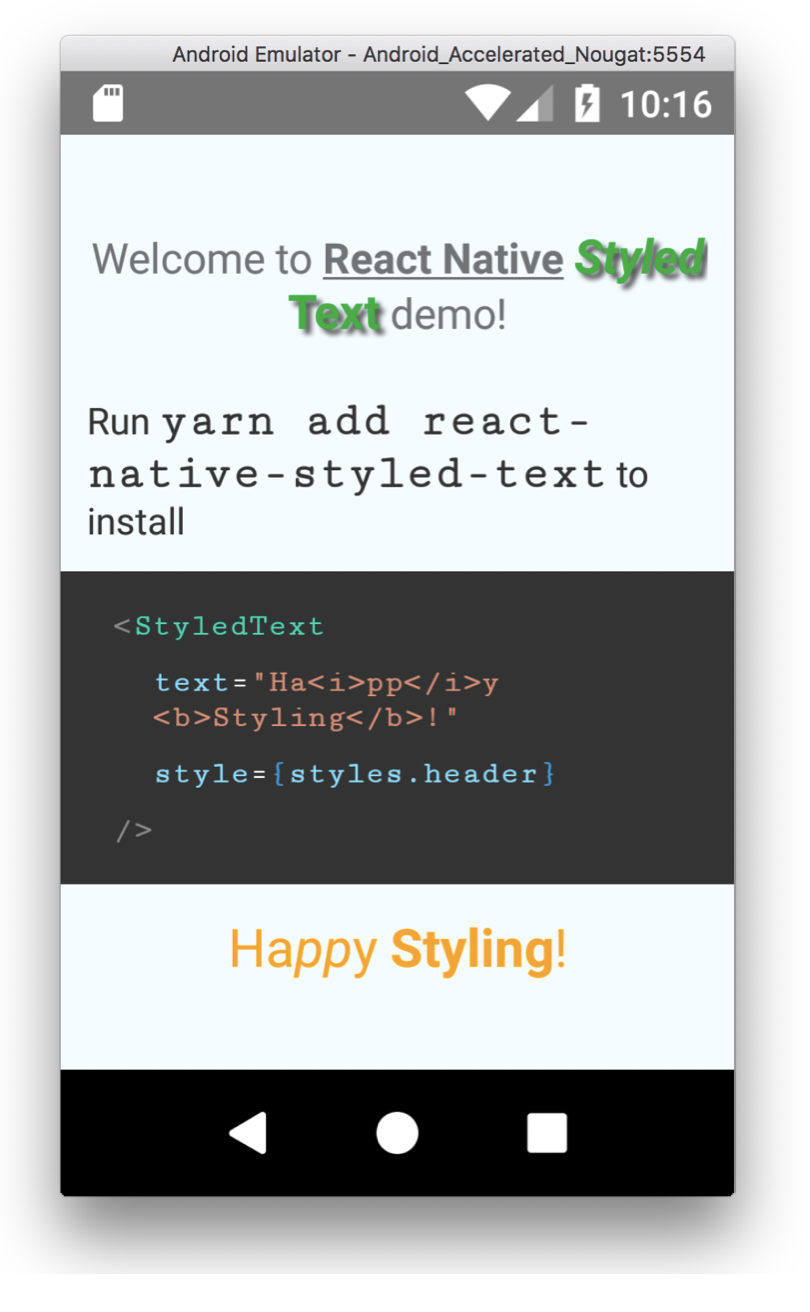 Android Emulator - Android_Accelerated_Nougat:5554
10:16
Welcome to React Native Styled
Text demo!
Run yarn add react-
native-styled-text to
install
<StyledText
text="Ha<i>pp</i>y
<b>Styling</b>!"
style={styles.header}
/>
Happy Styling!